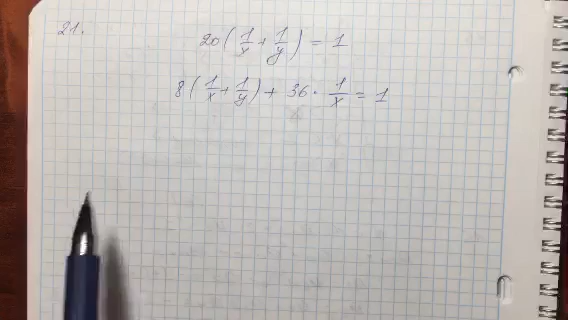 21.
20(1/x + 1/y) = 1
8(1/x + 1/y) + 36 · 1/x = 1